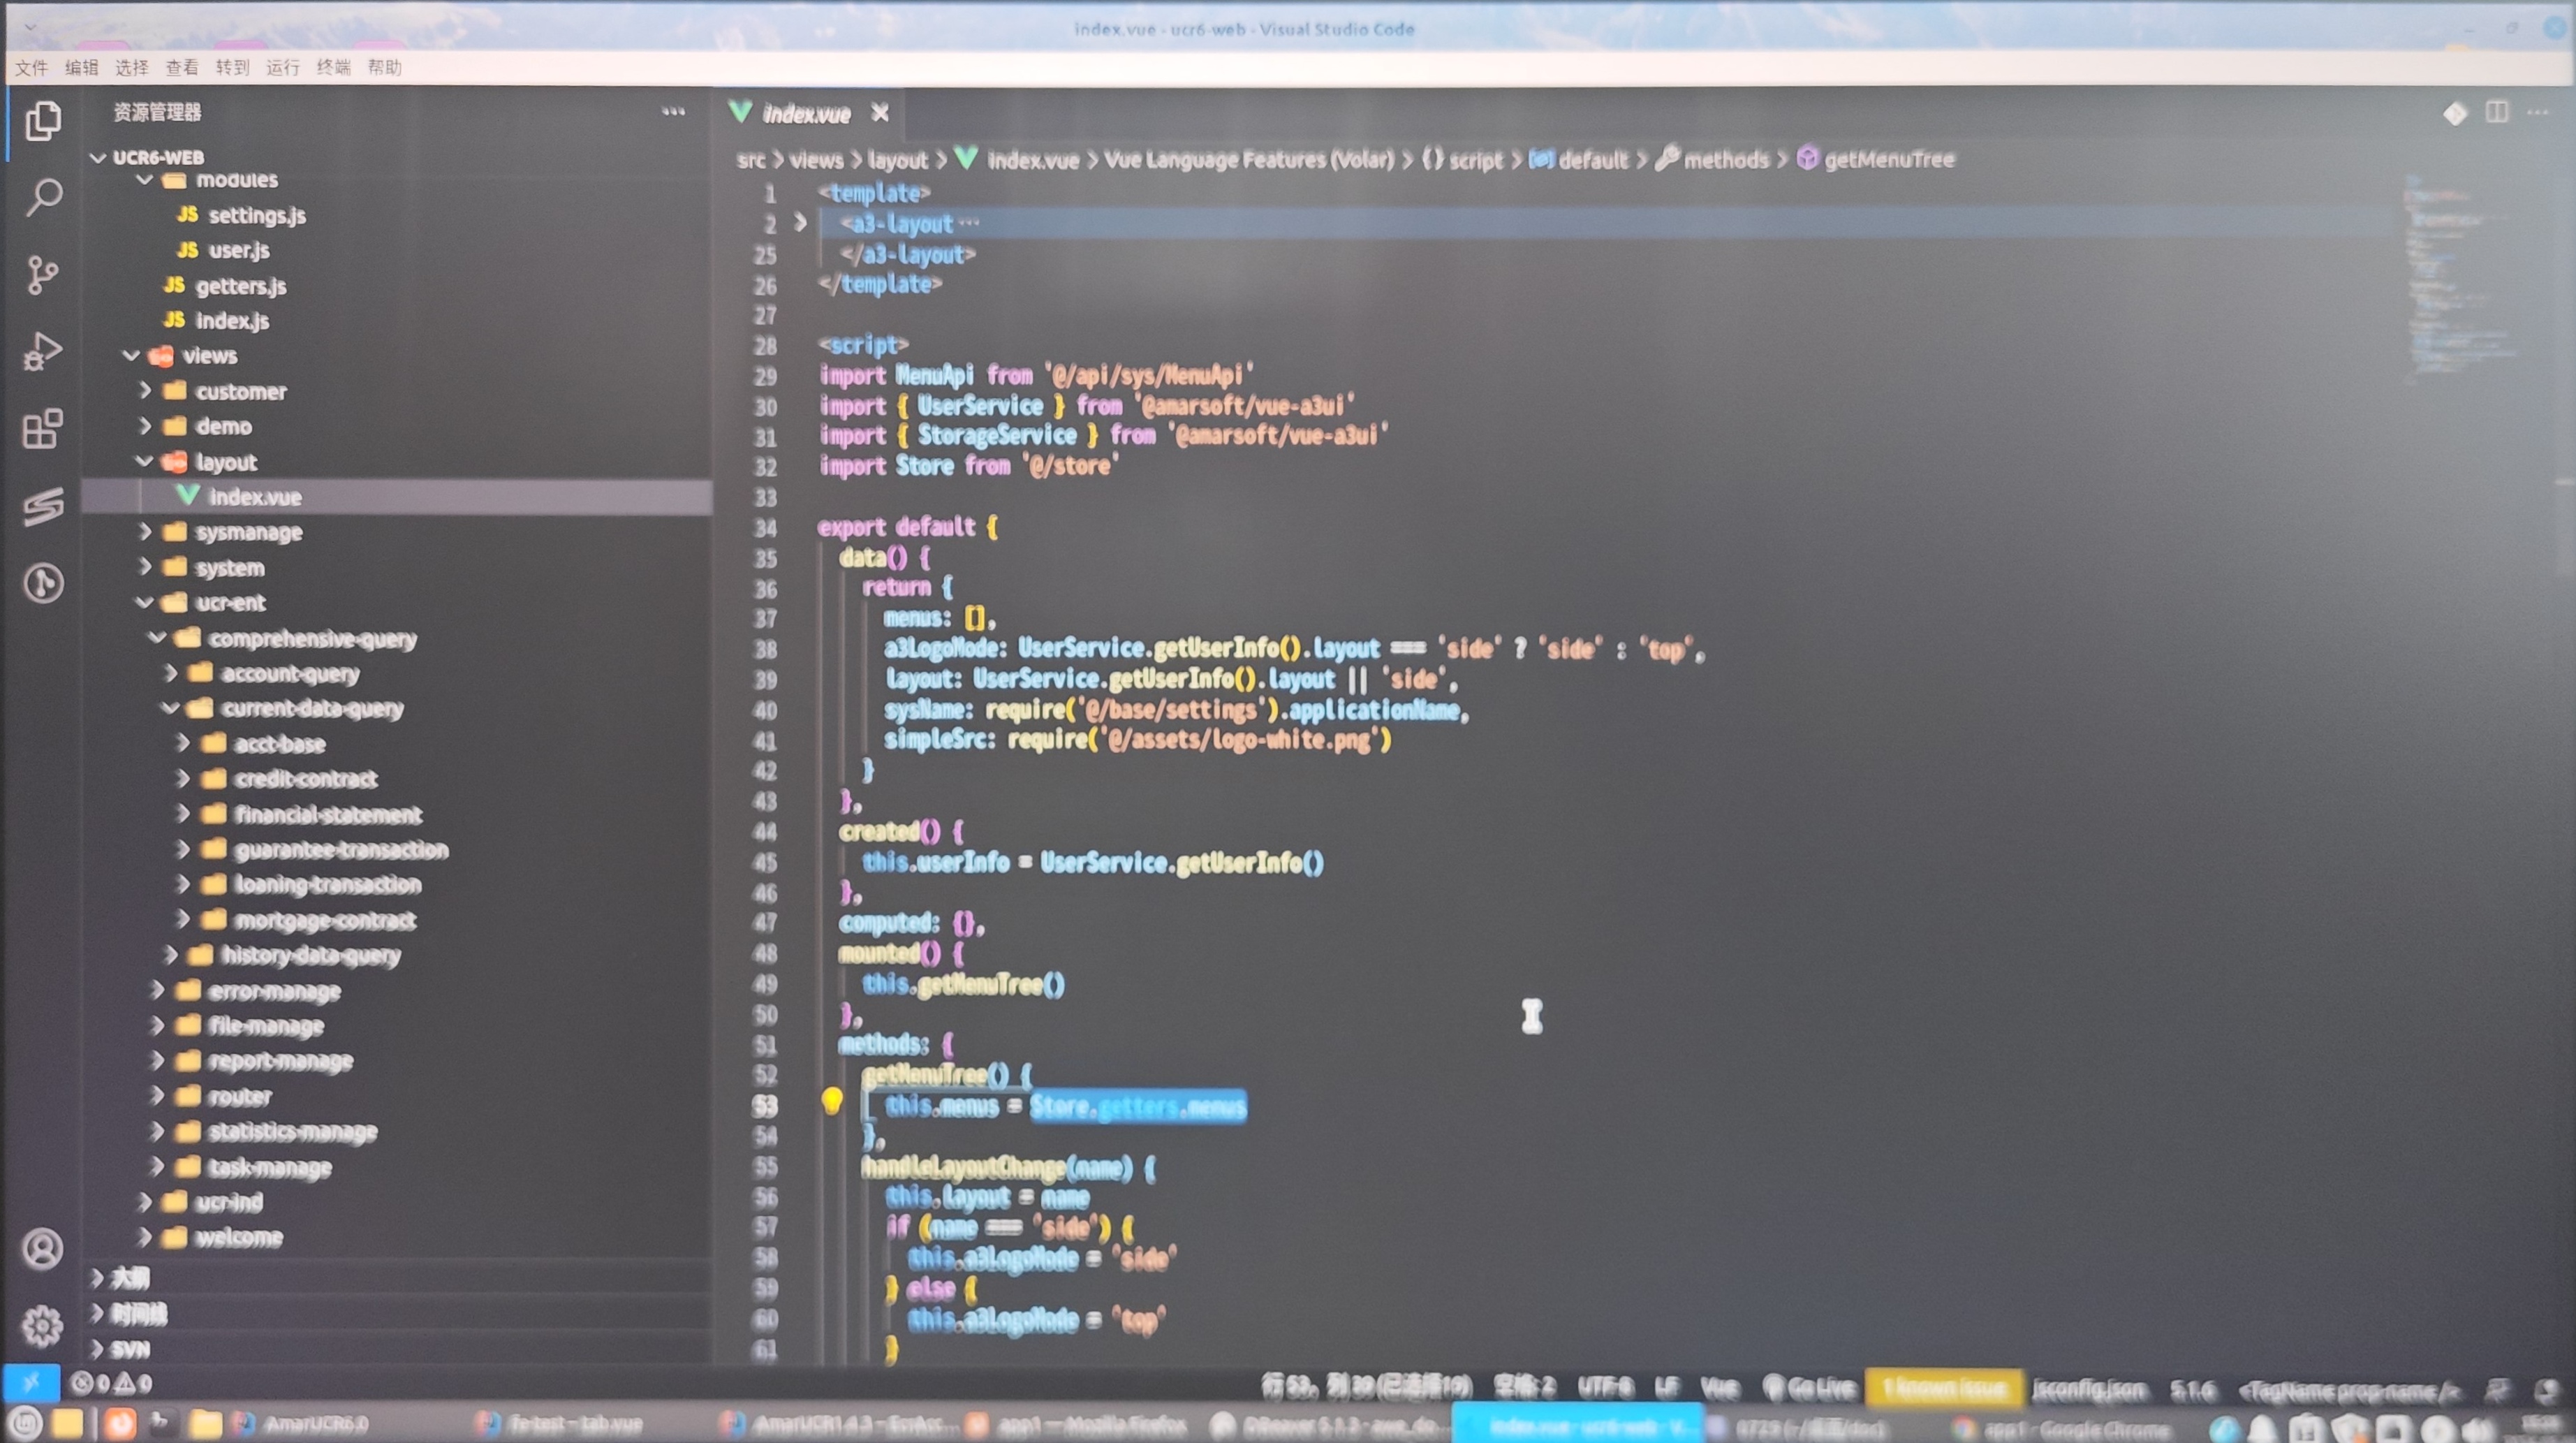 index.vue - ucr6-web - Visual Studio Code
文件 编辑 选择 查看 转到 运行 终端 帮助
资源管理器
UCR6-WEB
modules
JS settings.js
JS user.js
JS getters.js
JS index.js
views
customer
demo
layout
index.vue
sysmanage
system
ucr-ent
comprehensive-query
account-query
current-data-query
acct-base
credit-contract
financial-statement
guarantee-transaction
loaning-transaction
mortgage-contract
history-data-query
error-manage
file-manage
report-manage
router
statistics-manage
task-manage
ucr-ind
welcome
大纲
时间线
SVN
index.vue
src > views > layout > index.vue > Vue Language Features (Volar) > {} script > default > methods > getMenuTree
1 <template>
2 <a3-layout ...
25 </a3-layout>
26 </template>
27
28 <script>
29 import MenuApi from '@/api/sys/MenuApi'
30 import { UserService } from '@amarsoft/vue-a3ui'
31 import { StorageService } from '@amarsoft/vue-a3ui'
32 import Store from '@/store'
33
34 export default {
35 data() {
36 return {
37 menus: [],
38 a3LogoMode: UserService.getUserInfo().layout === 'side' ? 'side' : 'top',
39 layout: UserService.getUserInfo().layout || 'side',
40 sysName: require('@/base/settings').applicationName,
41 simpleSrc: require('@/assets/logo-white.png')
42 }
43 },
44 created() {
45 this.userInfo = UserService.getUserInfo()
46 },
47 computed: {},
48 mounted() {
49 this.getMenuTree()
50 },
51 methods: {
52 getMenuTree() {
53 this.menus = Store.getters.menus
54 },
55 handleLayoutChange(name) {
56 this.layout = name
57 if (name === 'side') {
58 this.a3LogoMode = 'side'
59 } else {
60 this.a3LogoMode = 'top'
61 }
0 0 行 53，列 39 (已选择19) 空格: 2 UTF-8 LF Vue Go Live 1 known issue jsconfig.json 5.1.6 <TagName prop-name />
AmarUCR6.0 fe-test – tab.vue AmarUCR1.4.3 – EcrAcc... app1 — Mozilla Firefox DBeaver 5.1.3 - awe_do... index.vue - ucr6-web - V... app1 - Google Chrome